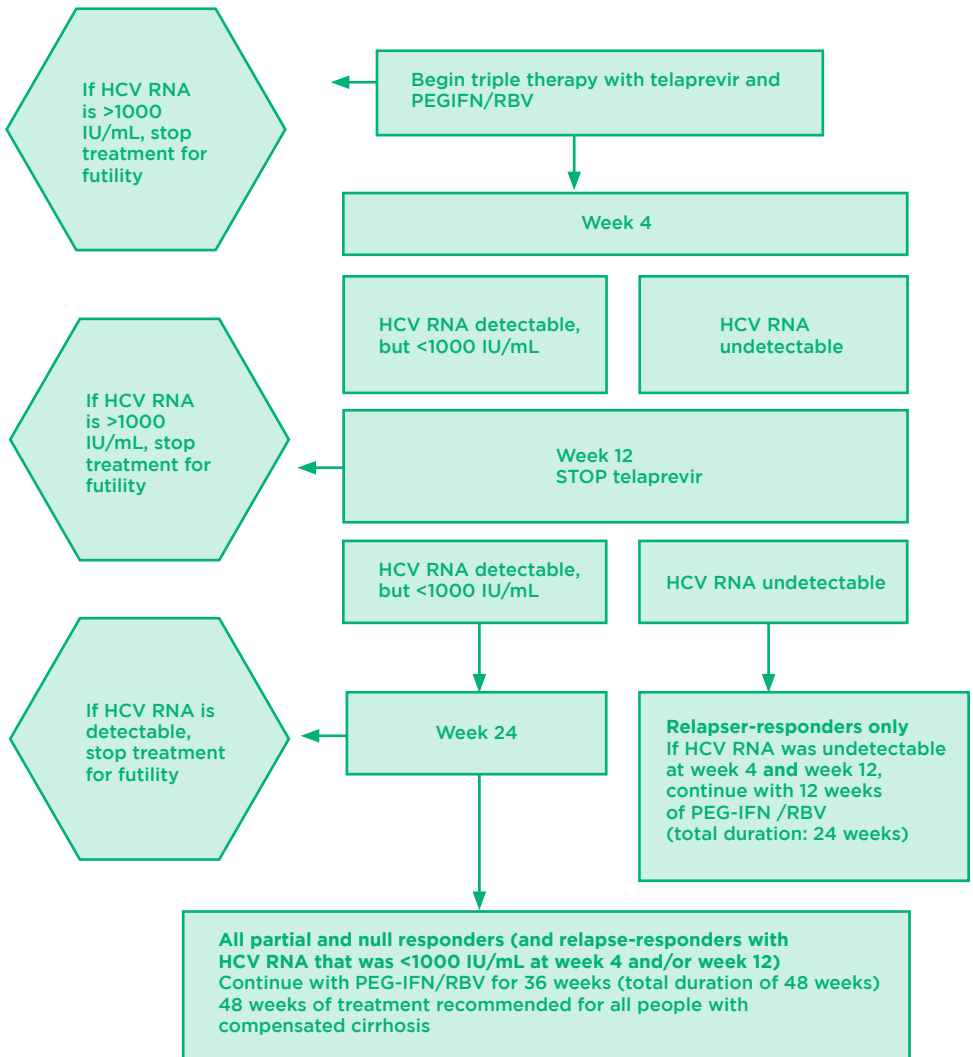 If HCV RNA
is >1000
IU/mL, stop
treatment for
futility
Begin triple therapy with telaprevir and
PEGIFN/RBV
Week 4
HCV RNA detectable,
but <1000 IU/mL
HCV RNA
undetectable
If HCV RNA
is >1000
IU/mL, stop
treatment for
futility
Week 12
STOP telaprevir
HCV RNA detectable,
but <1000 IU/mL
HCV RNA undetectable
If HCV RNA is
detectable,
stop treatment
for futility
Week 24
Relapser-responders only
If HCV RNA was undetectable
at week 4 and week 12,
continue with 12 weeks
of PEG-IFN /RBV
(total duration: 24 weeks)
All partial and null responders (and relapse-responders with
HCV RNA that was <1000 IU/mL at week 4 and/or week 12)
Continue with PEG-IFN/RBV for 36 weeks (total duration of 48 weeks)
48 weeks of treatment recommended for all people with
compensated cirrhosis